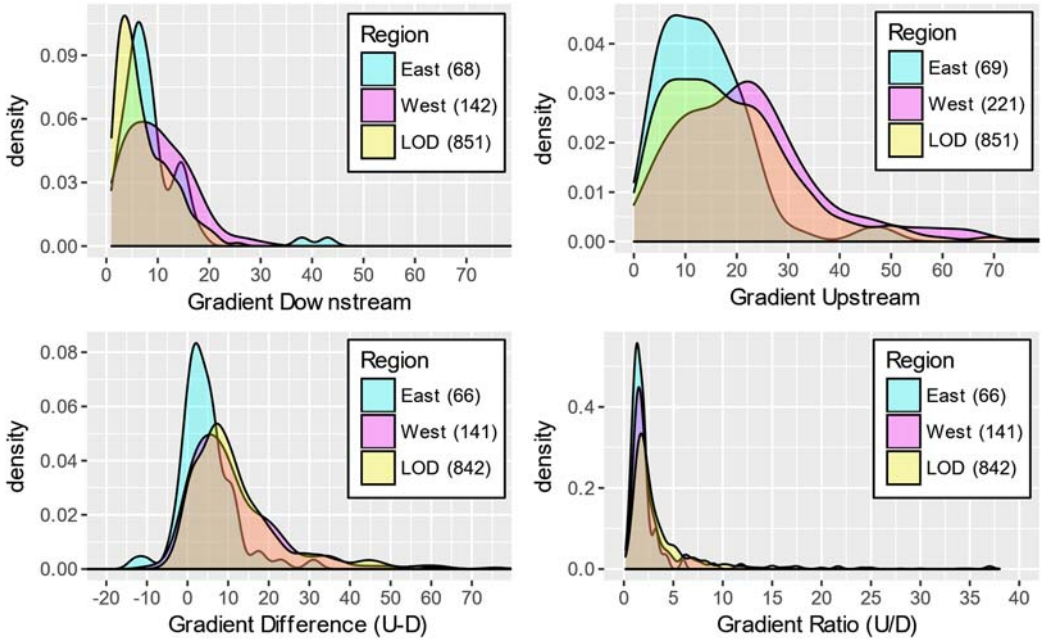 Region
East (68)
West (142)
LOD (851)
density
0.09
0.06
0.03
0.00
0 10 20 30 40 50 60 70
Gradient Dow nstream
Region
East (69)
West (221)
LOD (851)
density
0.04
0.03
0.02
0.01
0.00
0 10 20 30 40 50 60 70
Gradient Upstream
Region
East (66)
West (141)
LOD (842)
density
0.08
0.06
0.04
0.02
0.00
-20 -10 0 10 20 30 40 50 60 70
Gradient Difference (U-D)
Region
East (66)
West (141)
LOD (842)
density
0.4
0.2
0.0
0 5 10 15 20 25 30 35 40
Gradient Ratio (U/D)